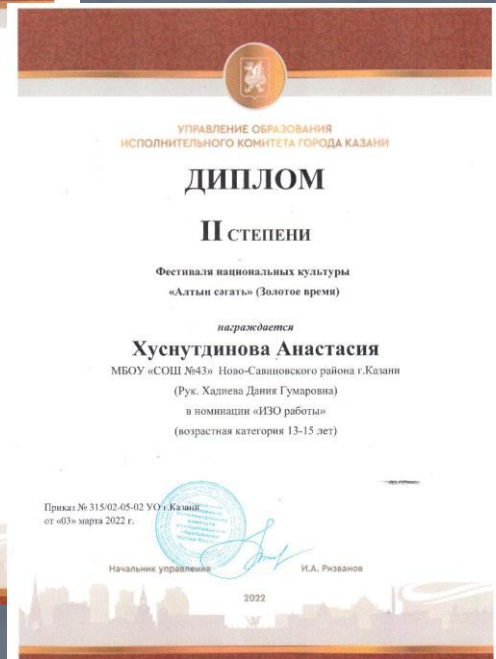 УПРАВЛЕНИЕ ОБРАЗОВАНИЯ
ИСПОЛНИТЕЛЬНОГО КОМИТЕТА ГОРОДА КАЗАНИ
ДИПЛОМ
II СТЕПЕНИ
Фестиваля национальных культуры
«Алтын сәгать» (Золотое время)
награждается
Хуснутдинова Анастасия
МБОУ «СОШ №43» Ново-Савиновского района г.Казани
(Рук. Хадиева Дания Гумаровна)
в номинации «ИЗО работы»
(возрастная категория 13-15 лет)
Приказ № 315/02-05-02 УО г.Казани
от «03» марта 2022 г.
Начальник управления И.А. Ризванов
2022